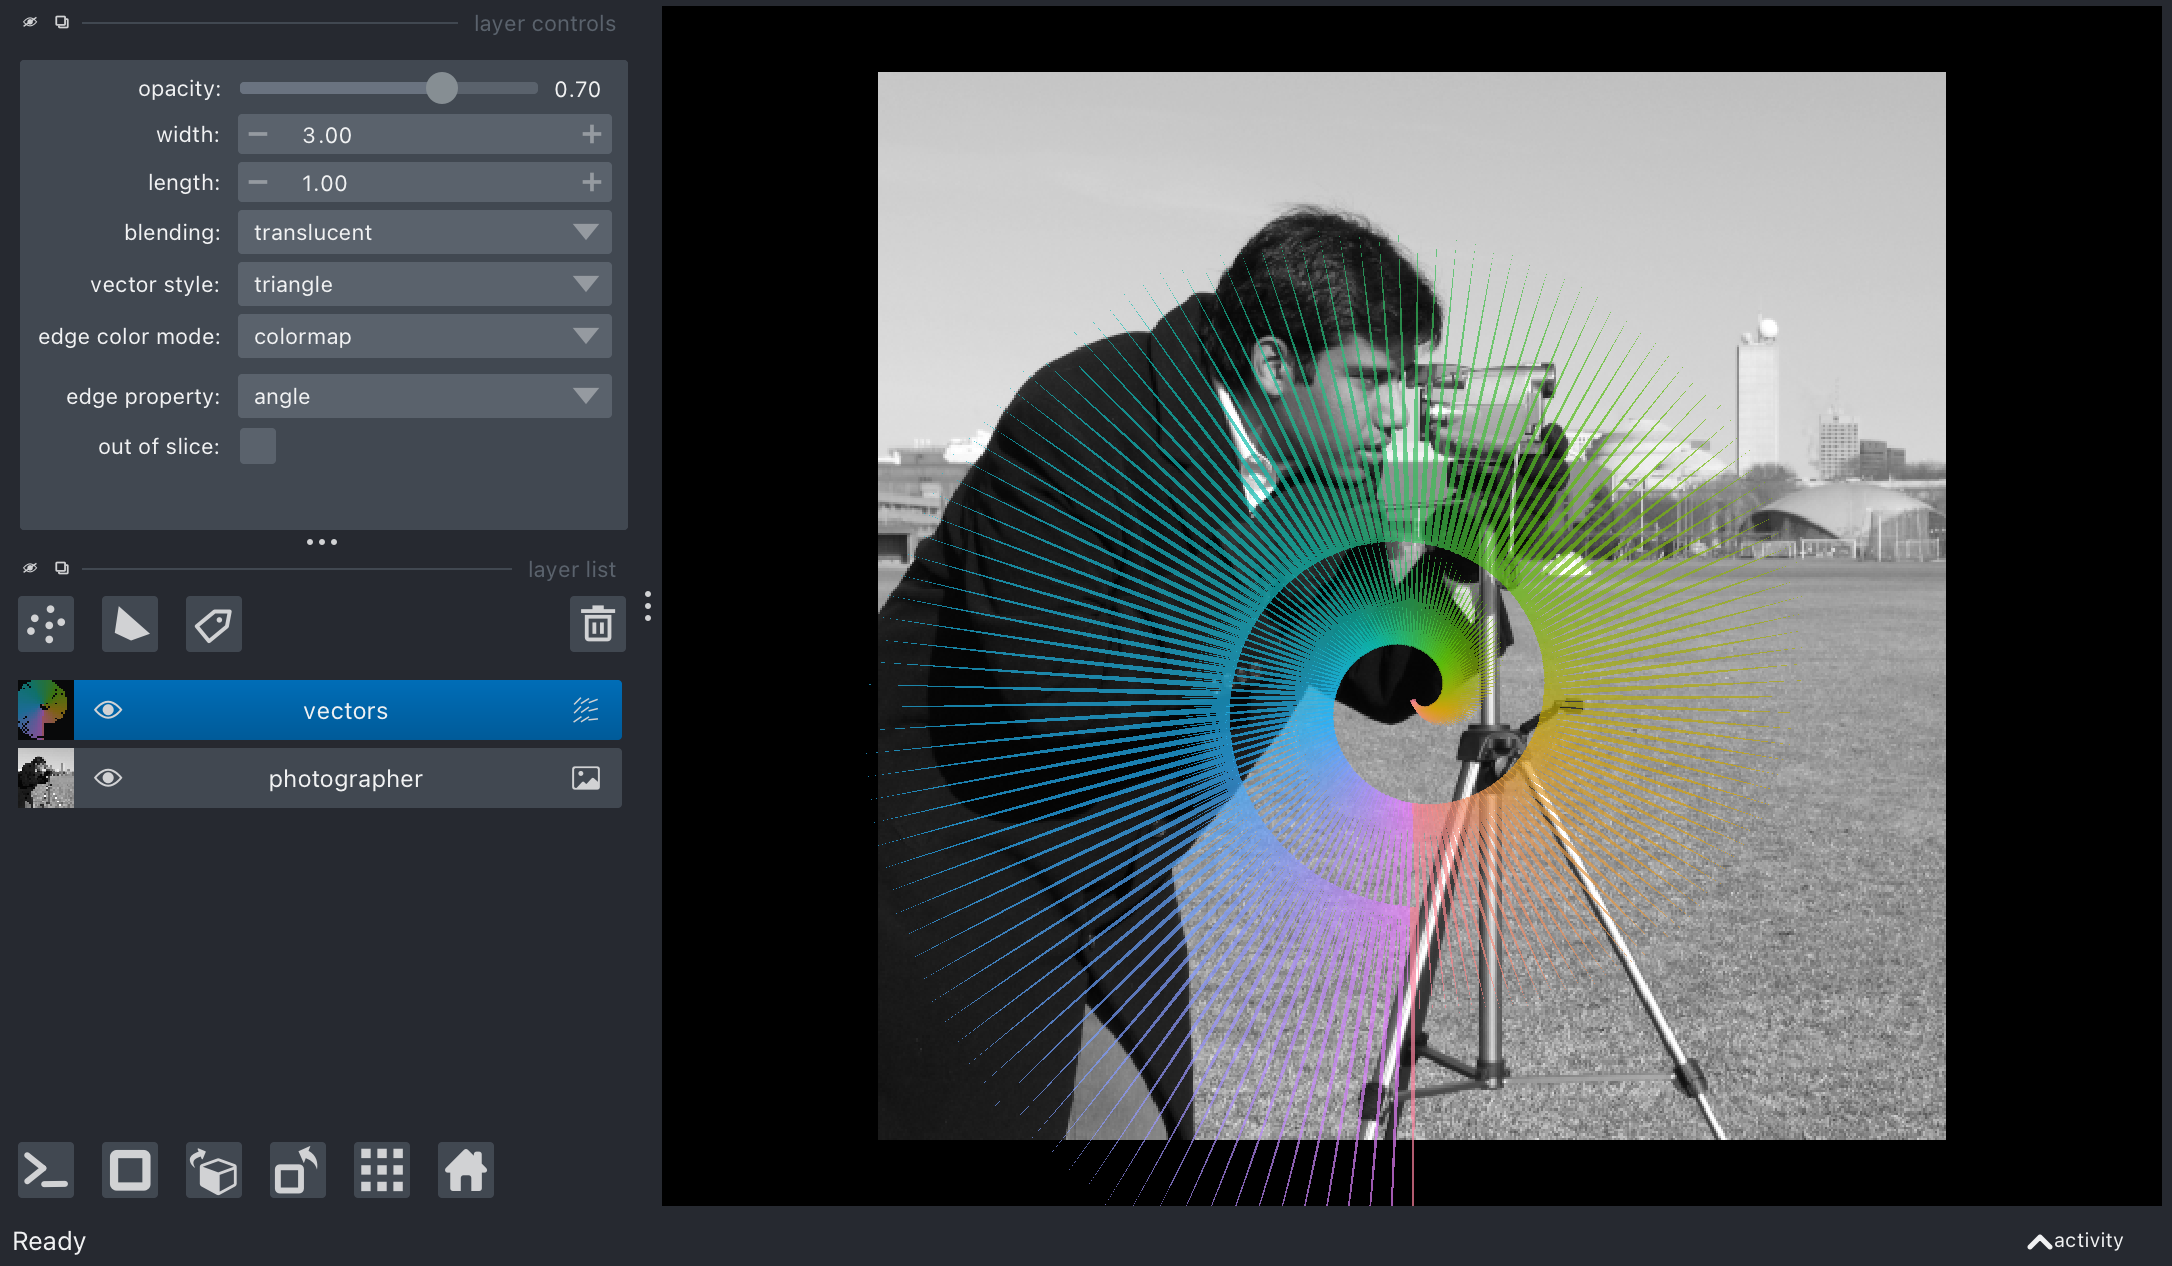 layer controls
opacity: 0.70
width: 3.00
length: 1.00
blending: translucent
vector style: triangle
edge color mode: colormap
edge property: angle
out of slice:
layer list
vectors
photographer
Ready
activity